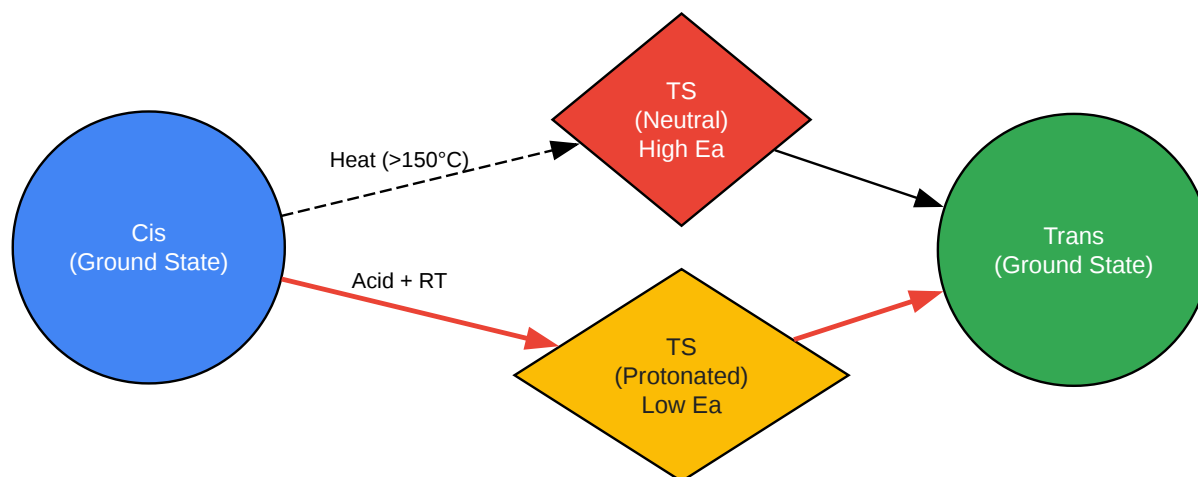 TS
(Neutral)
High Ea
Heat (>150°C)
Cis
(Ground State)
Trans
(Ground State)
Acid + RT
TS
(Protonated)
Low Ea